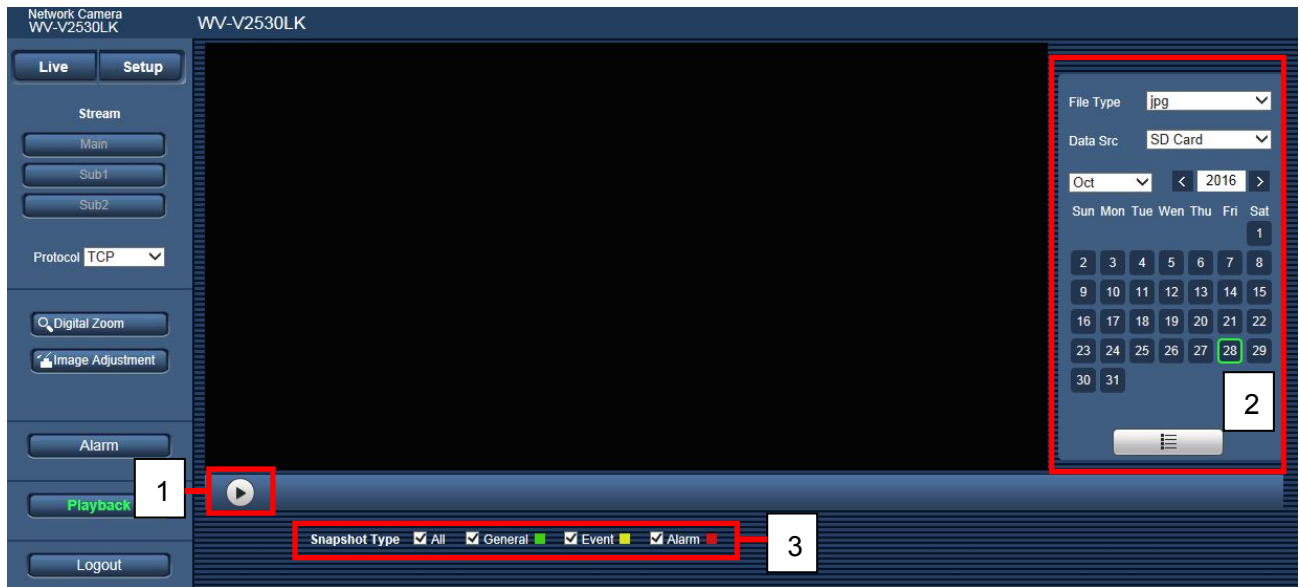 Network Camera
WV-V2530LK
WV-V2530LK
Live Setup
Stream
Main
Sub1
Sub2
Protocol TCP
Digital Zoom
Image Adjustment
Alarm
Playback
Logout
1
Snapshot Type All General Event Alarm
3
File Type jpg
Data Src SD Card
Oct < 2016 >
Sun Mon Tue Wen Thu Fri Sat
1
2 3 4 5 6 7 8
9 10 11 12 13 14 15
16 17 18 19 20 21 22
23 24 25 26 27 28 29
30 31
2